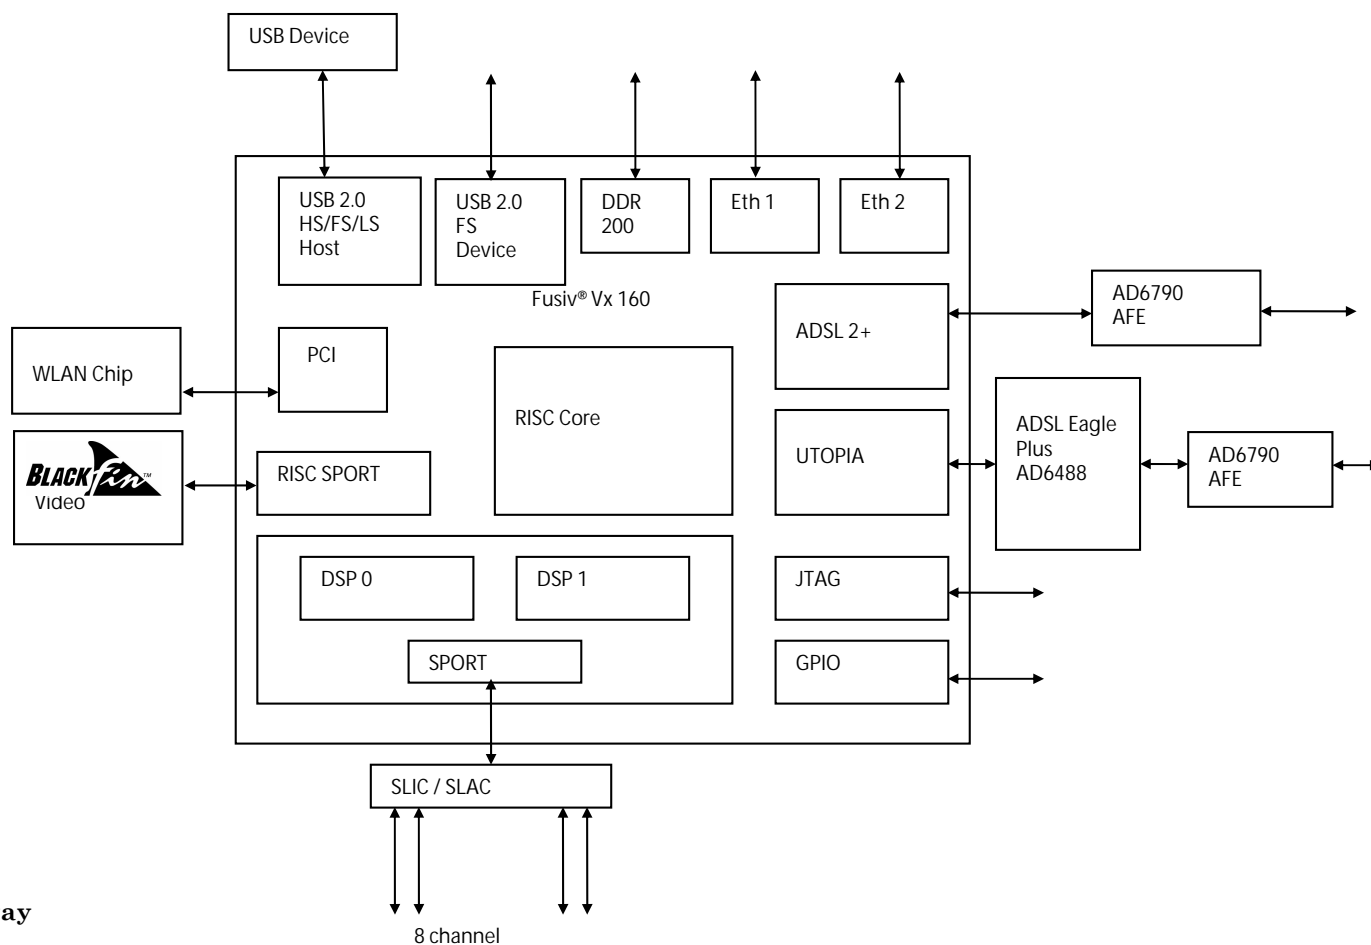 USB Device
USB 2.0
HS/FS/LS
Host
USB 2.0
FS
Device
DDR
200
Eth 1
Eth 2
Fusiv® Vx 160
ADSL 2+
AD6790
AFE
WLAN Chip
PCI
RISC Core
BLACKfin™
Video
RISC SPORT
UTOPIA
ADSL Eagle
Plus
AD6488
AD6790
AFE
DSP 0
DSP 1
SPORT
JTAG
GPIO
SLIC / SLAC
ay
8 channel